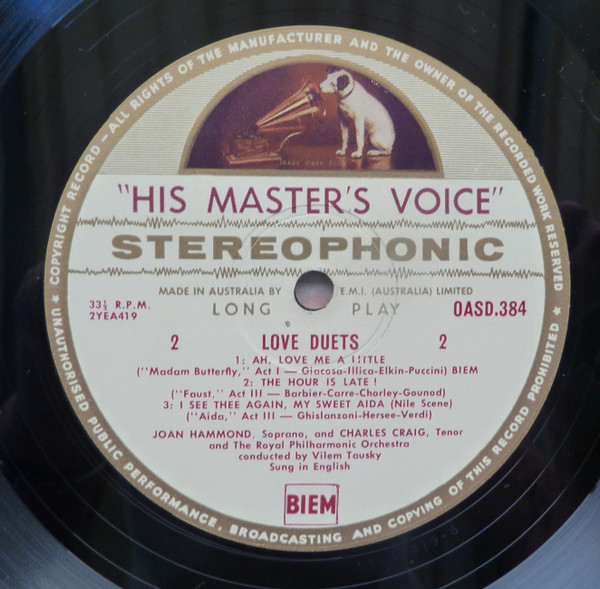 COPYRIGHT RECORD — ALL RIGHTS OF THE MANUFACTURER AND THE OWNER OF THE RECORDED WORK RESERVED
★ UNAUTHORISED PUBLIC PERFORMANCE, BROADCASTING AND COPYING OF THIS RECORD PROHIBITED ★
"HIS MASTER'S VOICE"
STEREOPHONIC
MADE IN AUSTRALIA BY E.M.I. (AUSTRALIA) LIMITED
33⅓ R.P.M. LONG PLAY OASD.384
2YEA419
2 LOVE DUETS 2
1: AH, LOVE ME A LITTLE
("Madam Butterfly," Act I — Giacosa-Illica-Elkin-Puccini) BIEM
2: THE HOUR IS LATE !
("Faust," Act III — Barbier-Carre-Chorley-Gounod)
3: I SEE THEE AGAIN, MY SWEET AIDA (Nile Scene)
("Aida," Act III — Ghislanzoni-Hersee-Verdi)
JOAN HAMMOND, Soprano, and CHARLES CRAIG, Tenor
and The Royal Philharmonic Orchestra
conducted by Vilem Tausky
Sung in English
BIEM